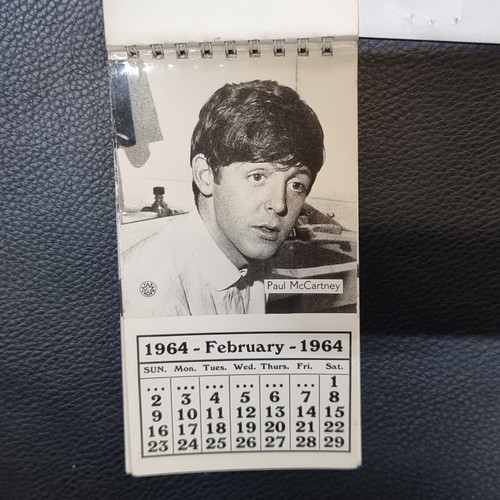 Paul McCartney
1964 - February - 1964
SUN. Mon. Tues. Wed. Thurs. Fri. Sat.
... ... ... ... ... ... 1
2 3 4 5 6 7 8
9 10 11 12 13 14 15
16 17 18 19 20 21 22
23 24 25 26 27 28 29